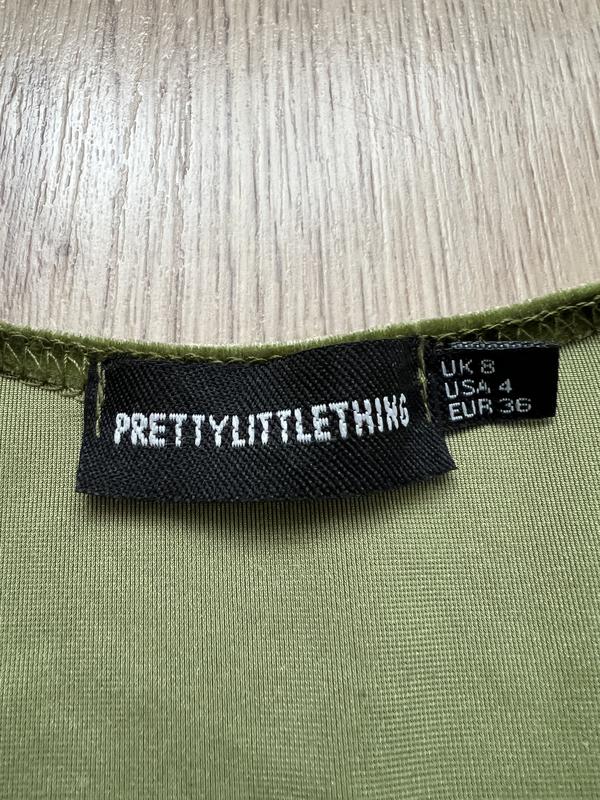 PRETTYLITTLETHING
UK 8
USA 4
EUR 36